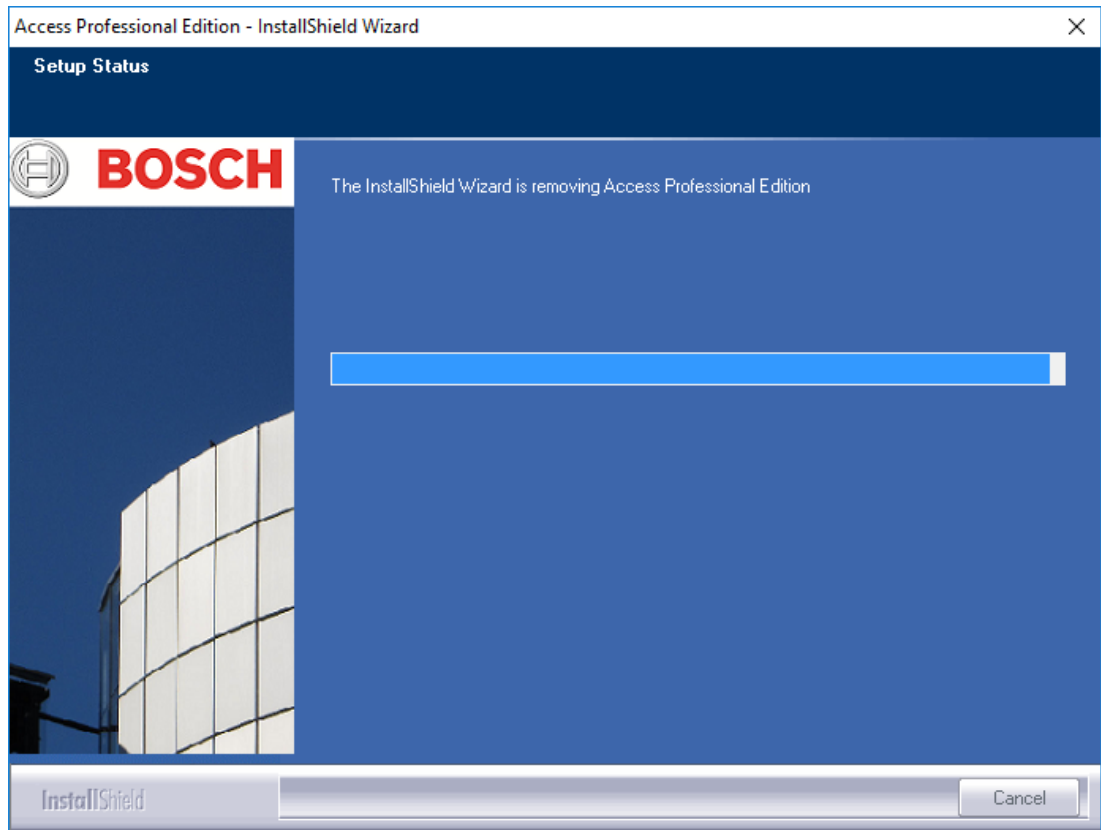 Access Professional Edition - InstallShield Wizard
Setup Status
BOSCH
The InstallShield Wizard is removing Access Professional Edition
InstallShield
Cancel